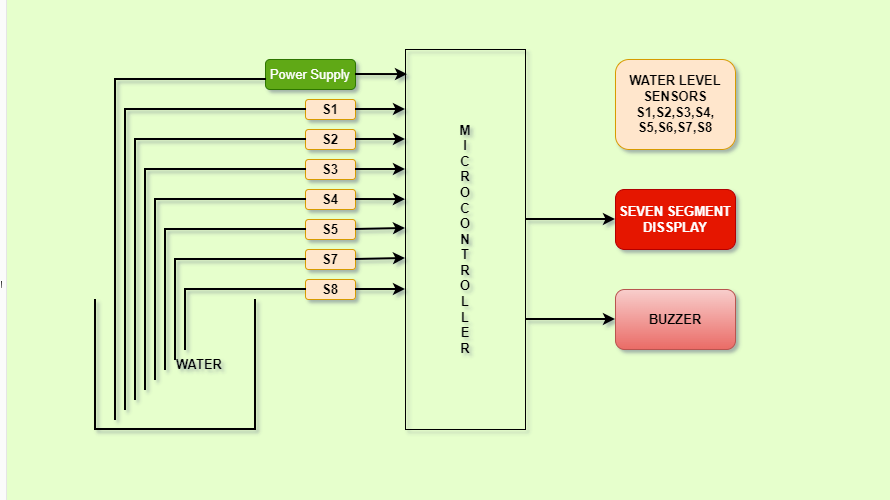 Power Supply
S1
S2
S3
S4
S5
S7
S8
WATER
MICROCONTROLLER
WATER LEVEL
SENSORS
S1,S2,S3,S4,
S5,S6,S7,S8
SEVEN SEGMENT
DISSPLAY
BUZZER